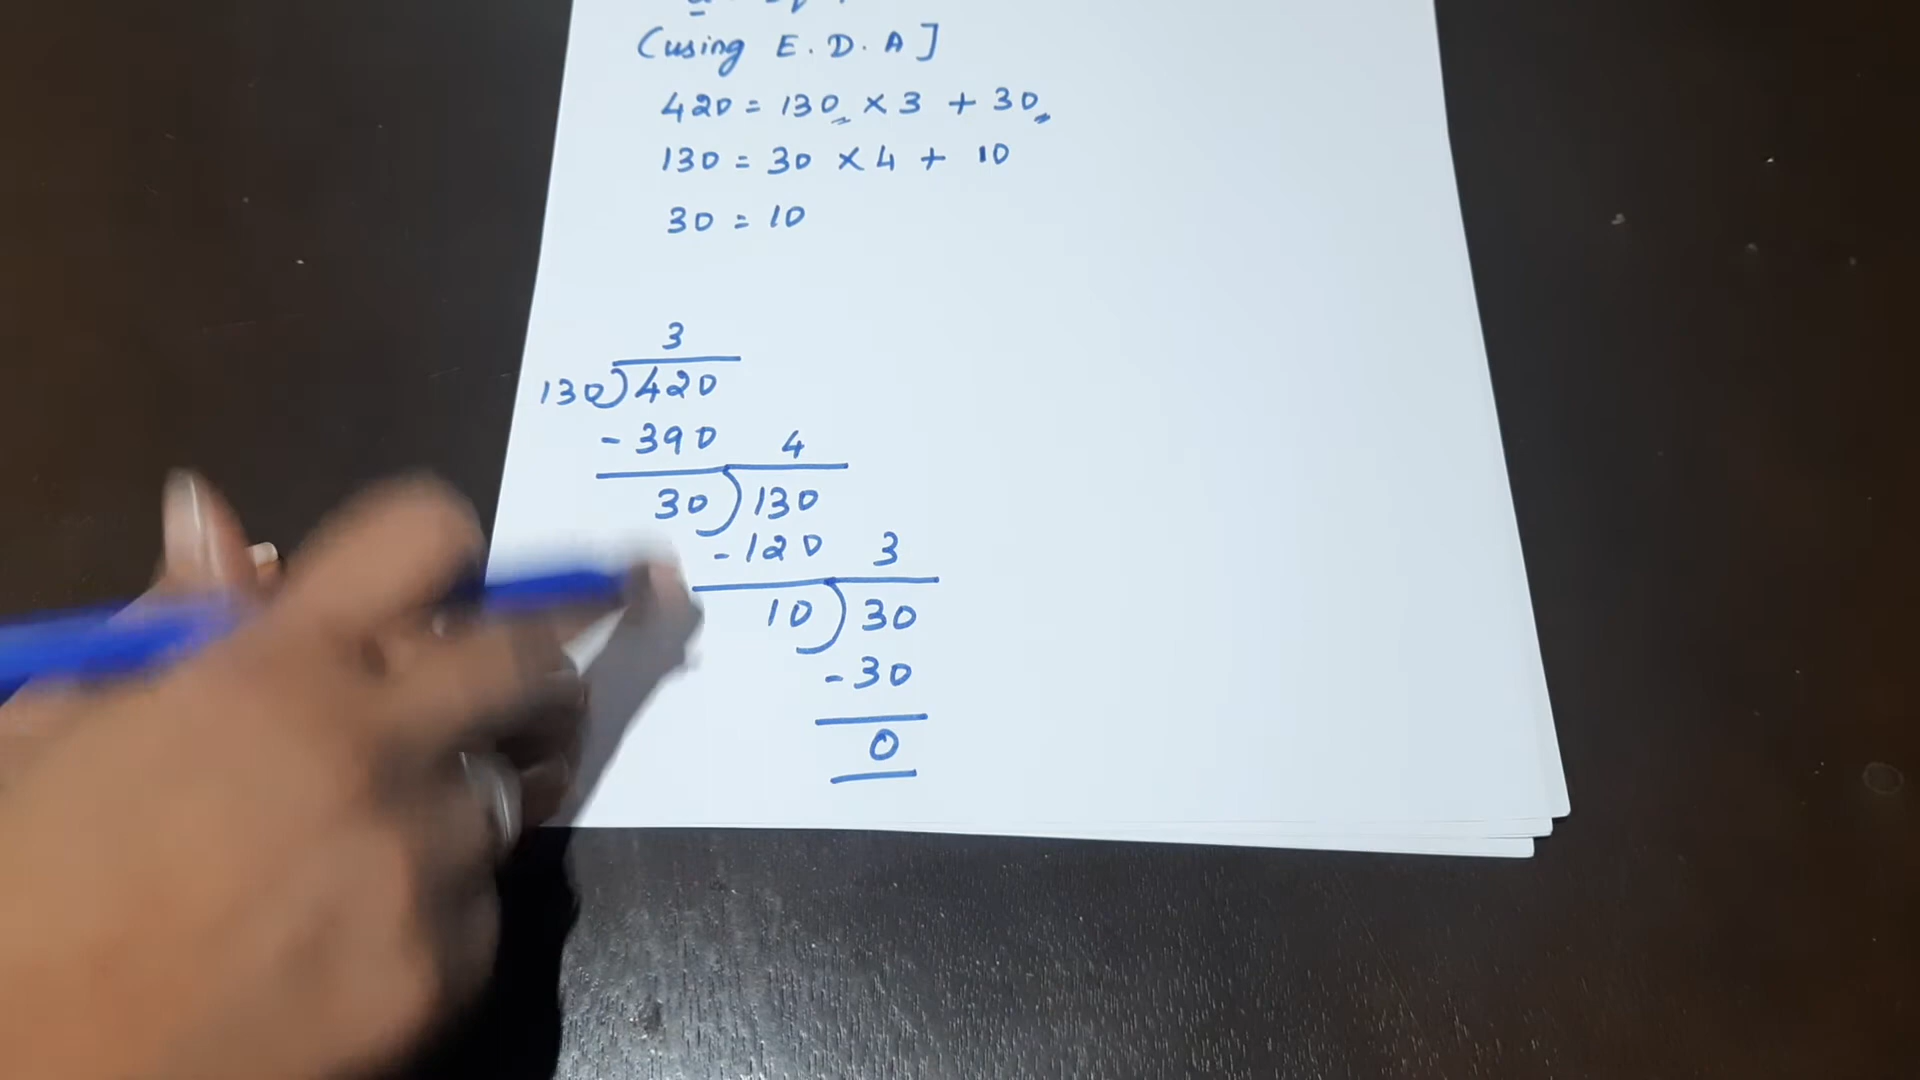 (using E.D.A]
420 = 130 × 3 + 30
130 = 30 × 4 + 10
30 = 10
3
130)420
-390 4
30)130
-120 3
10)30
-30
0